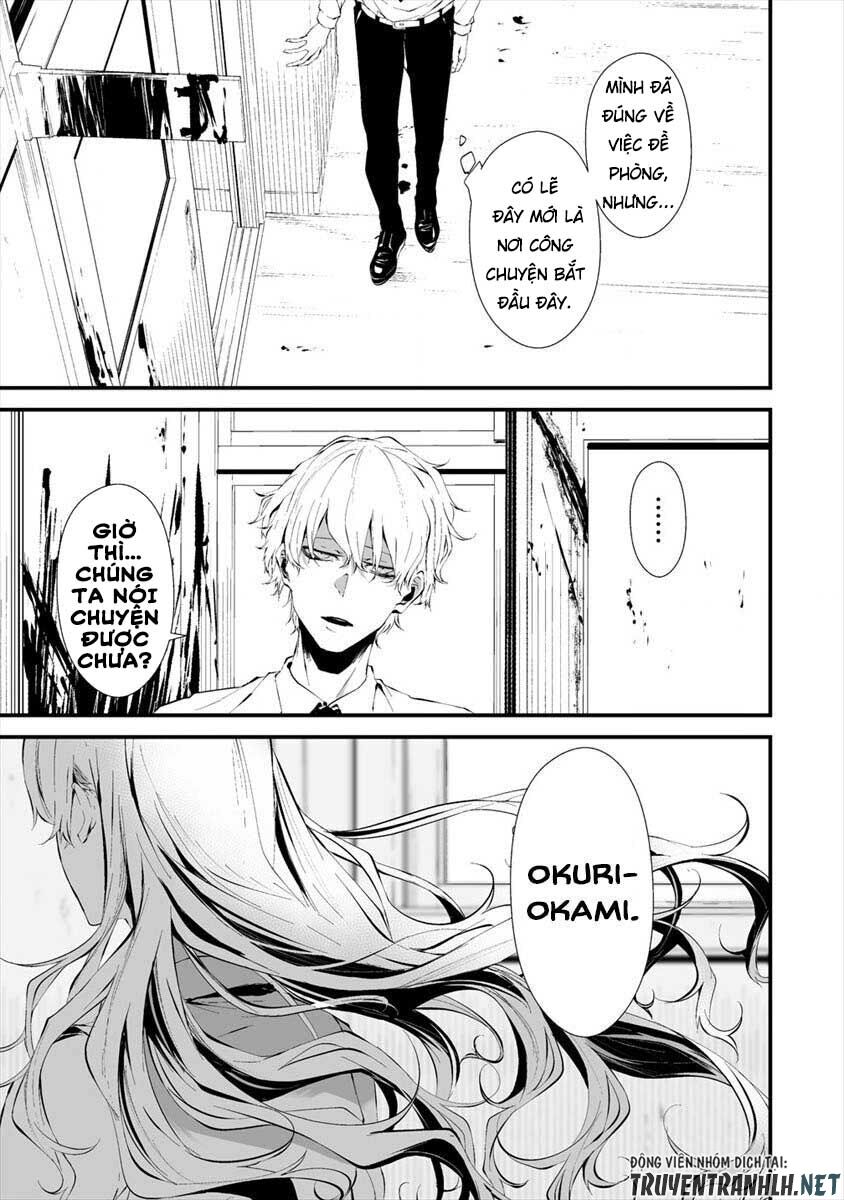 MÌNH ĐÃ
ĐÚNG VỀ
VIỆC ĐỀ
PHÒNG,
NHƯNG...
CÓ LẼ
ĐÂY MỚI LÀ
NƠI CÔNG
CHUYỆN BẮT
ĐẦU ĐÂY.
......
GIỜ
THÌ...
CHÚNG
TA NÓI
CHUYỆN
ĐƯỢC
CHƯA?
OKURI-
OKAMI.
ĐỘNG VIÊN NHÓM DỊCH TẠI:
TRUYENTRANHLH.NET